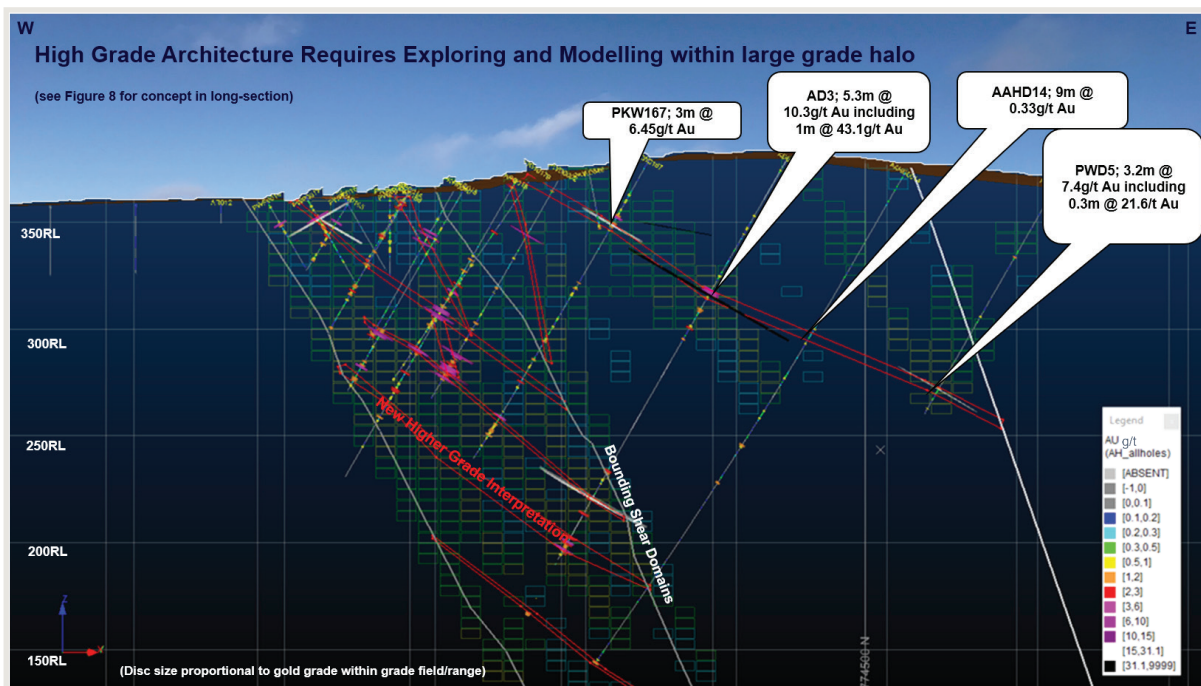 W
E
High Grade Architecture Requires Exploring and Modelling within large grade halo
(see Figure 8 for concept in long-section)
PKW167; 3m @
6.45g/t Au
AD3; 5.3m @
10.3g/t Au including
1m @ 43.1g/t Au
AAHD14; 9m @
0.33g/t Au
PWD5; 3.2m @
7.4g/t Au including
0.3m @ 21.6/t Au
350RL
300RL
250RL
200RL
150RL
New Higher Grade Interpretation
Bounding Shear Domains
Z
774500 N
(Disc size proportional to gold grade within grade field/range)
Legend
AU g/t
(AH_allholes)
[ABSENT]
[-1,0]
[0,0.1]
[0.1,0.2]
[0.2,0.3]
[0.3,0.5]
[0.5,1]
[1,2]
[2,3]
[3,6]
[6,10]
[10,15]
[15,31.1]
[31.1,9999]